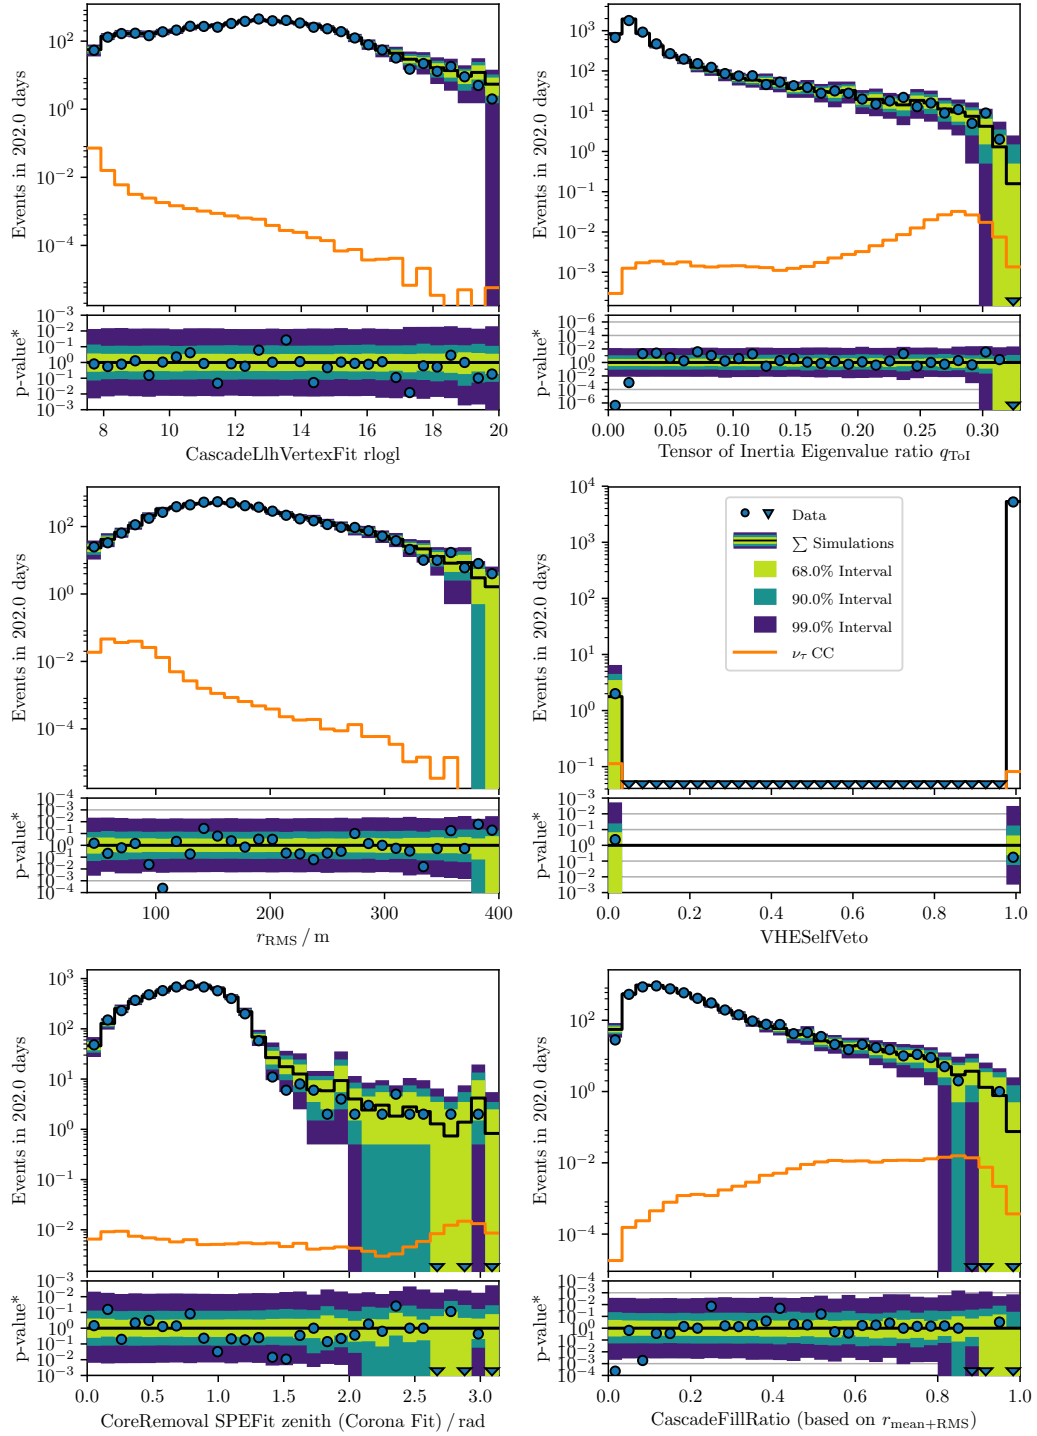 Events in 202.0 days
10^2
10^0
10^−2
10^−4
p-value*
10^−3
10^−2
10^−1
10^0
10^−1
10^−2
10^−3
8 10 12 14 16 18 20
CascadeLlhVertexFit rlogl
Events in 202.0 days
10^3
10^2
10^1
10^0
10^−1
10^−2
10^−3
p-value*
10^−6
10^−4
10^−2
10^0
10^−2
10^−4
10^−6
0.00 0.05 0.10 0.15 0.20 0.25 0.30
Tensor of Inertia Eigenvalue ratio q_ToI
Events in 202.0 days
10^2
10^0
10^−2
10^−4
p-value*
10^−4
10^−3
10^−2
10^−1
10^0
10^−1
10^−2
10^−3
10^−4
100 200 300 400
r_RMS / m
Events in 202.0 days
10^4
10^3
10^2
10^1
10^0
10^−1
Data
∑ Simulations
68.0% Interval
90.0% Interval
99.0% Interval
ν_τ CC
p-value*
10^−3
10^−2
10^−1
10^0
10^−1
10^−2
10^−3
0.0 0.2 0.4 0.6 0.8 1.0
VHESelfVeto
Events in 202.0 days
10^3
10^2
10^1
10^0
10^−1
10^−2
p-value*
10^−3
10^−2
10^−1
10^0
10^−1
10^−2
10^−3
0.0 0.5 1.0 1.5 2.0 2.5 3.0
CoreRemoval SPEFit zenith (Corona Fit) / rad
Events in 202.0 days
10^2
10^0
10^−2
10^−4
p-value*
10^−4
10^−3
10^−2
10^−1
10^0
10^−1
10^−2
10^−3
10^−4
0.0 0.2 0.4 0.6 0.8 1.0
CascadeFillRatio (based on r_mean+RMS)